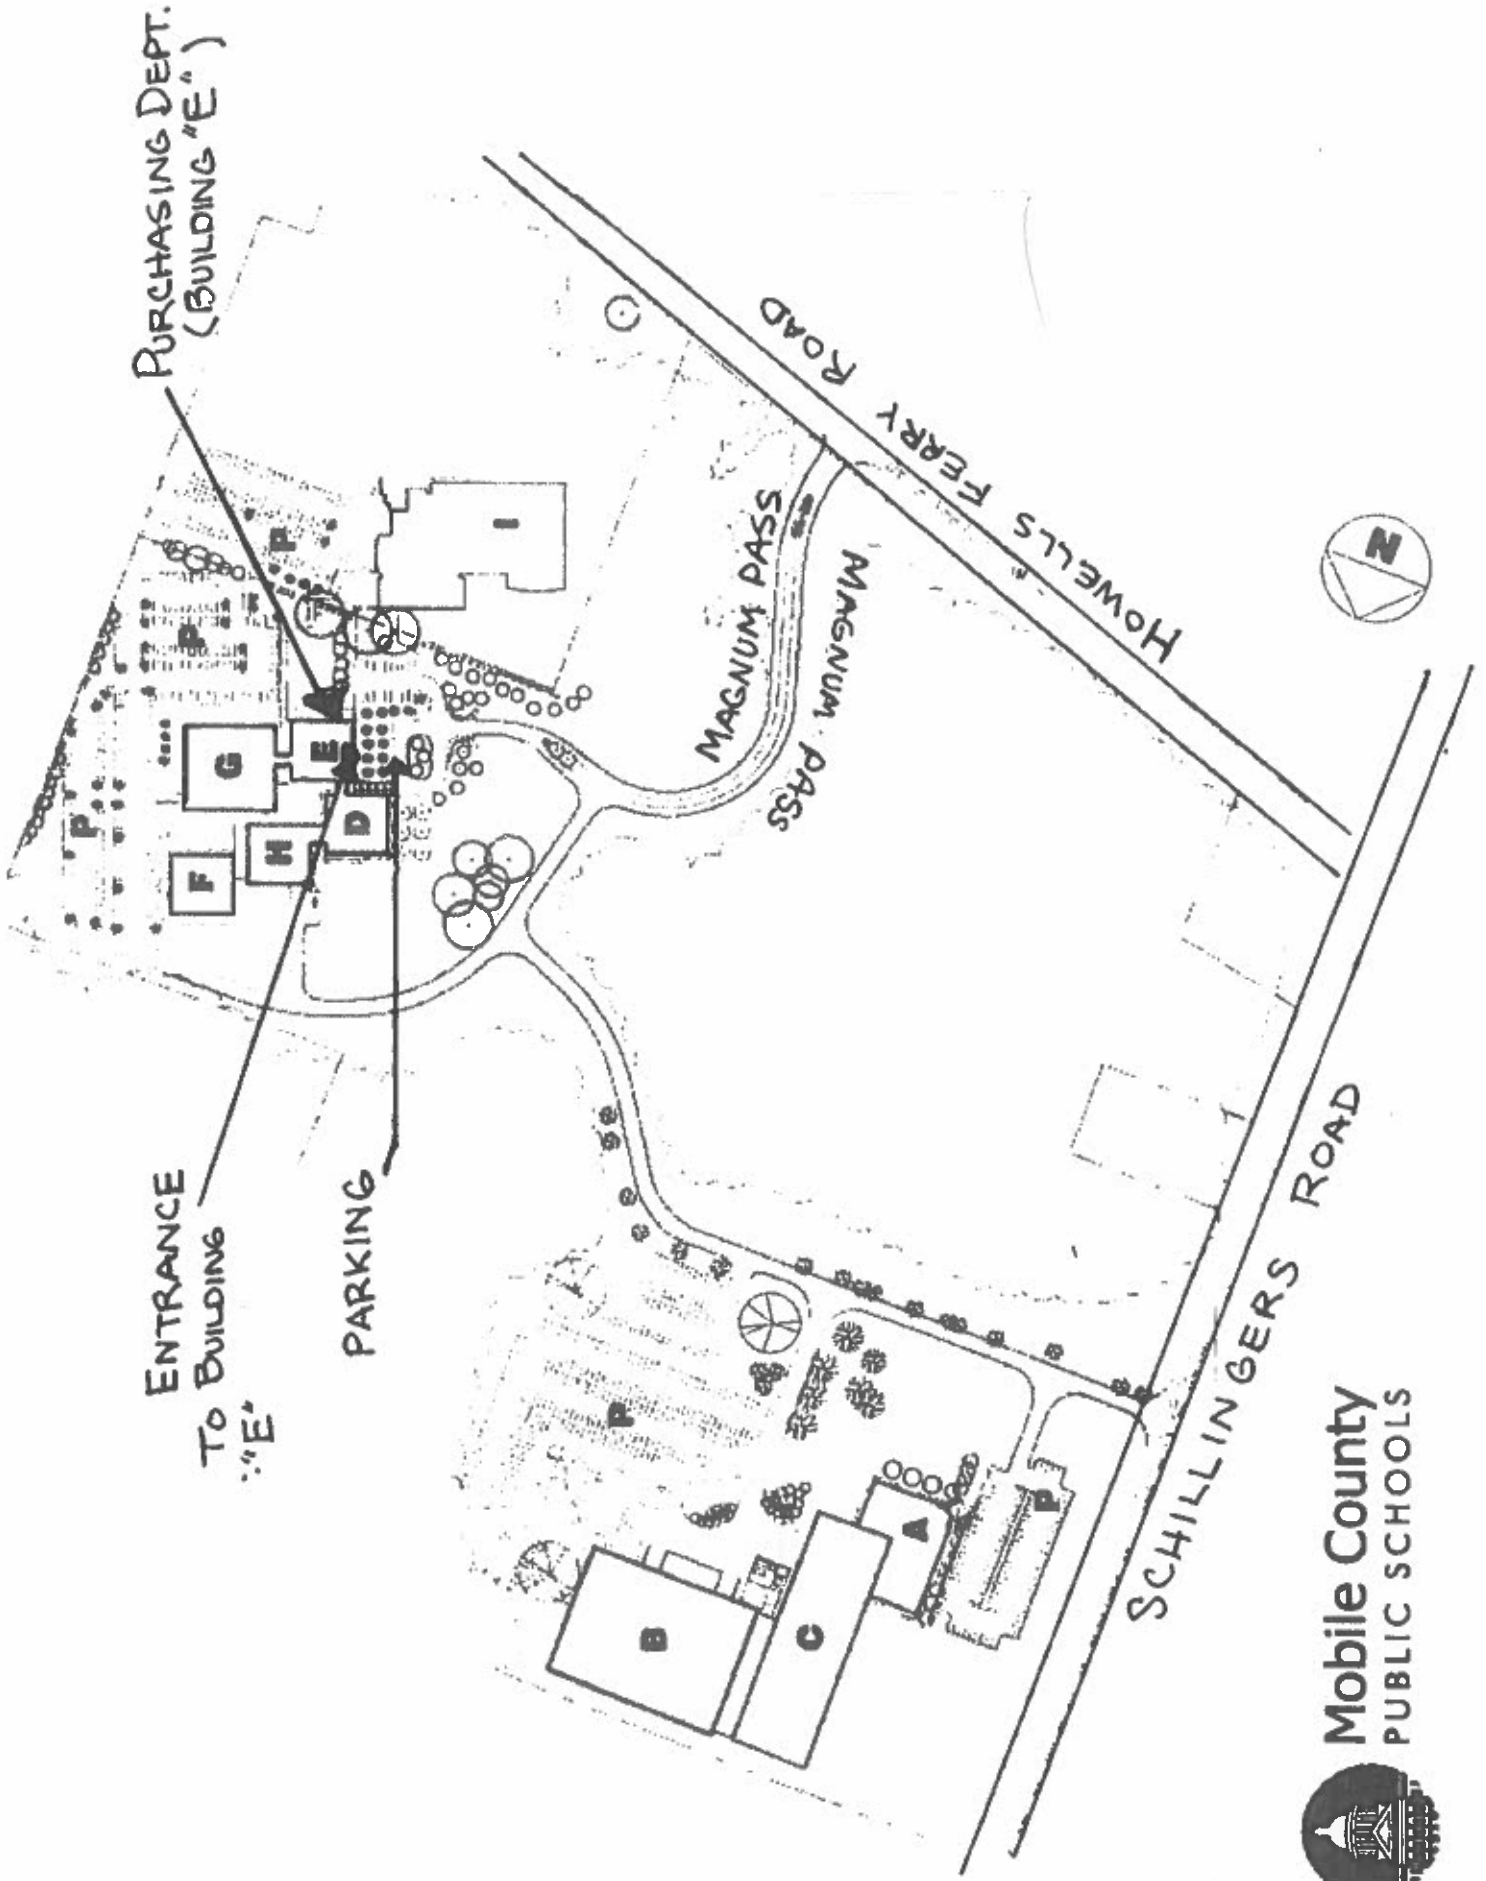 PURCHASING DEPT.
(BUILDING "E")
ENTRANCE
TO BUILDING
"E"
PARKING
P
P
P
P
P
G
E
F
H
D
I
B
C
A
MAGNUM PASS
MAGNUM PASS
HOWELLS FERRY ROAD
SCHILLINGERS ROAD
N
Mobile County
PUBLIC SCHOOLS